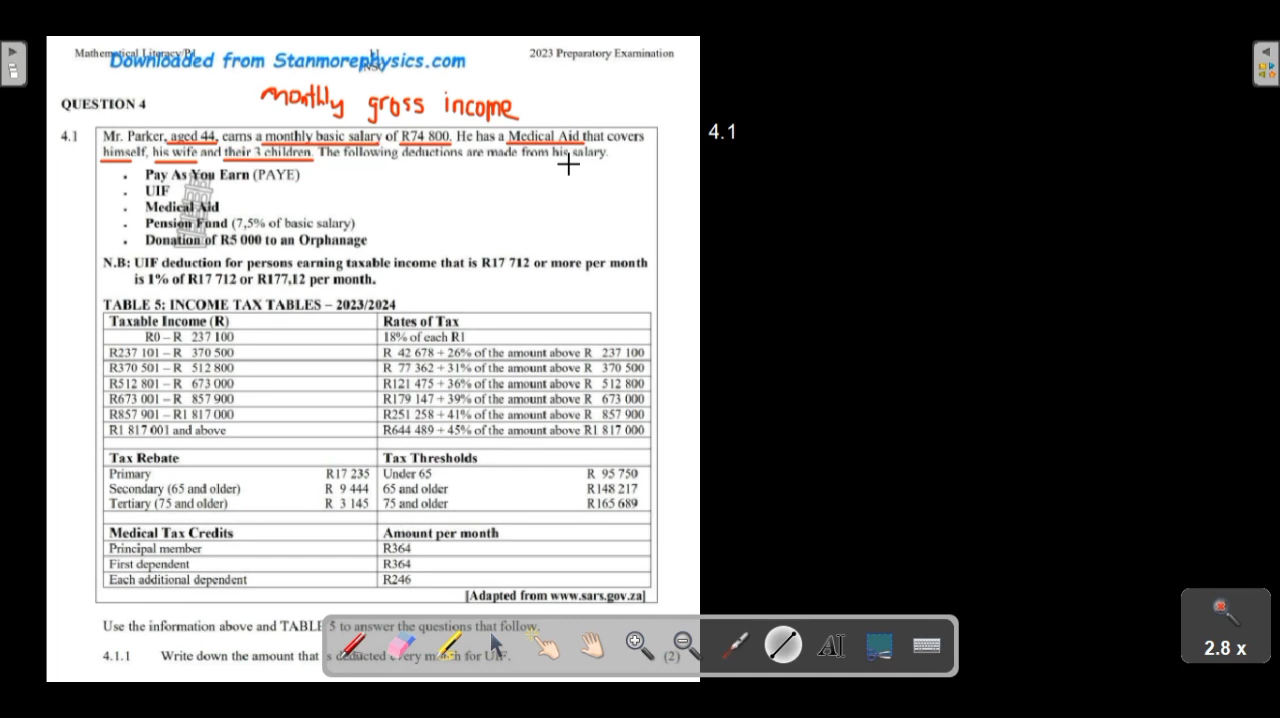 Mathematical Literacy/P1 2023 Preparatory Examination
Downloaded from Stanmorephysics.com
NSC
monthly gross income
QUESTION 4
4.1 Mr. Parker, aged 44, earns a monthly basic salary of R74 800. He has a Medical Aid that covers
himself, his wife and their 3 children. The following deductions are made from his salary.
4.1
• Pay As You Earn (PAYE)
• UIF
• Medical Aid
• Pension Fund (7,5% of basic salary)
• Donation of R5 000 to an Orphanage
N.B: UIF deduction for persons earning taxable income that is R17 712 or more per month
is 1% of R17 712 or R177,12 per month.
TABLE 5: INCOME TAX TABLES – 2023/2024
Taxable Income (R) Rates of Tax
R0 – R 237 100 18% of each R1
R237 101 – R 370 500 R 42 678 + 26% of the amount above R 237 100
R370 501 – R 512 800 R 77 362 + 31% of the amount above R 370 500
R512 801 – R 673 000 R121 475 + 36% of the amount above R 512 800
R673 001 – R 857 900 R179 147 + 39% of the amount above R 673 000
R857 901 – R1 817 000 R251 258 + 41% of the amount above R 857 900
R1 817 001 and above R644 489 + 45% of the amount above R1 817 000
Tax Rebate Tax Thresholds
Primary R17 235 Under 65 R 95 750
Secondary (65 and older) R 9 444 65 and older R148 217
Tertiary (75 and older) R 3 145 75 and older R165 689
Medical Tax Credits Amount per month
Principal member R364
First dependent R364
Each additional dependent R246
[Adapted from www.sars.gov.za]
Use the information above and TABLE 5 to answer the questions that follow.
4.1.1 Write down the amount that is deducted every month for UIF. (2)
AI
2.8 x